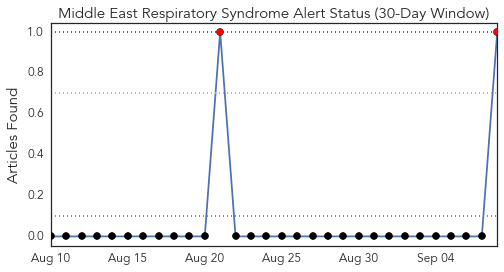 Middle East Respiratory Syndrome Alert Status (30-Day Window)
Articles Found
1.0
0.8
0.6
0.4
0.2
0.0
Aug 10 Aug 15 Aug 20 Aug 25 Aug 30 Sep 04